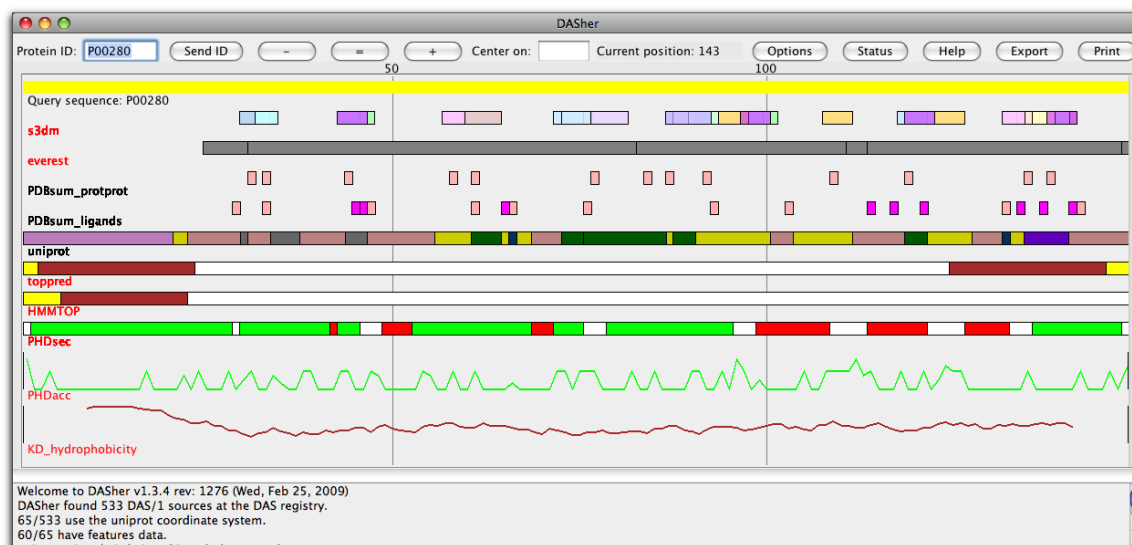 DASher
Protein ID: P00280 Send ID - = + Center on: Current position: 143 Options Status Help Export Print
50 100
Query sequence: P00280
s3dm
everest
PDBsum_protprot
PDBsum_ligands
uniprot
toppred
HMMTOP
PHDsec
PHDacc
KD_hydrophobicity
Welcome to DASher v1.3.4 rev: 1276 (Wed, Feb 25, 2009)
DASher found 533 DAS/1 sources at the DAS registry.
65/533 use the uniprot coordinate system.
60/65 have features data.